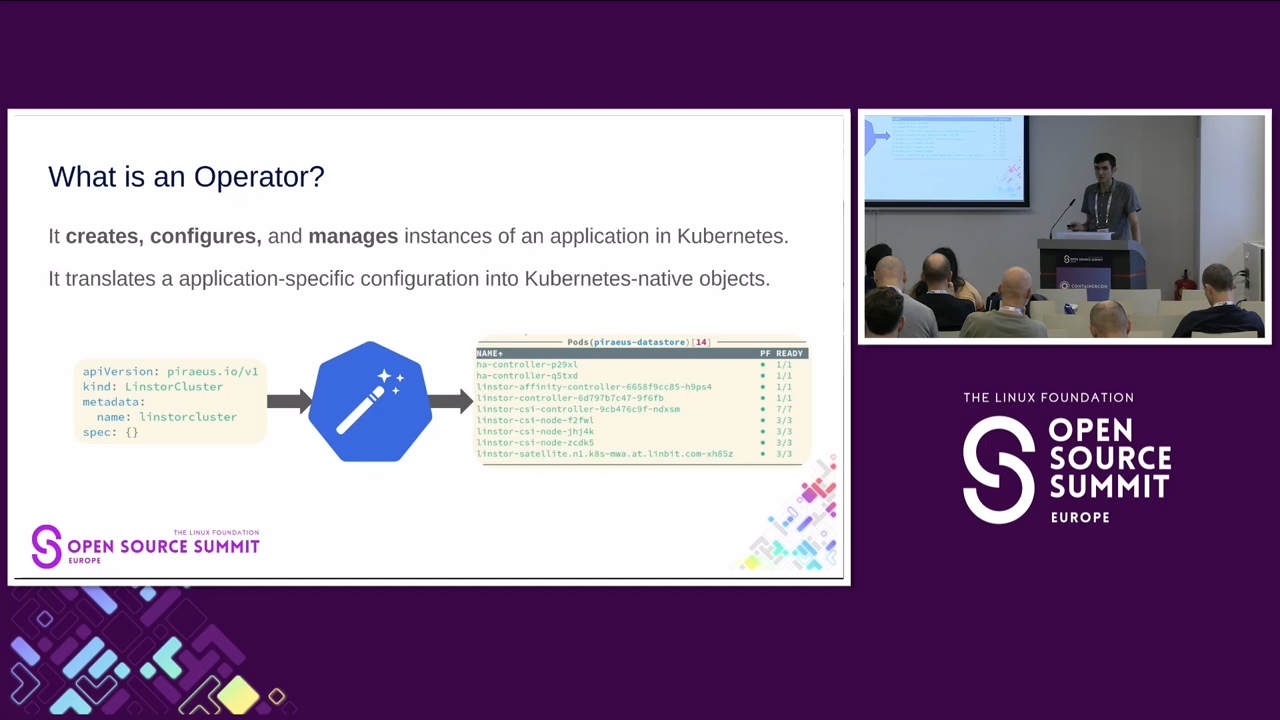 What is an Operator?
It creates, configures, and manages instances of an application in Kubernetes.
It translates a application-specific configuration into Kubernetes-native objects.
apiVersion: piraeus.io/v1
kind: LinstorCluster
metadata:
name: linstorcluster
spec: {}
Pods(piraeus-datastore)[14]
NAME↑ PF READY
ha-controller-p29xl ● 1/1
ha-controller-q5txd ● 1/1
linstor-affinity-controller-6658f9cc85-h9ps4 ● 1/1
linstor-controller-6d797b7c47-9f6fb ● 1/1
linstor-csi-controller-9cb476c9f-ndxsm ● 7/7
linstor-csi-node-f2fwl ● 3/3
linstor-csi-node-jhj4k ● 3/3
linstor-csi-node-zcdk5 ● 3/3
linstor-satellite.n1.k8s-mwa.at.linbit.com-xh85z ● 3/3
THE LINUX FOUNDATION
OPEN SOURCE SUMMIT
EUROPE
OPEN SOURCE SUMMIT
CONTAINERCON
THE LINUX FOUNDATION
OPEN
SOURCE
SUMMIT
EUROPE